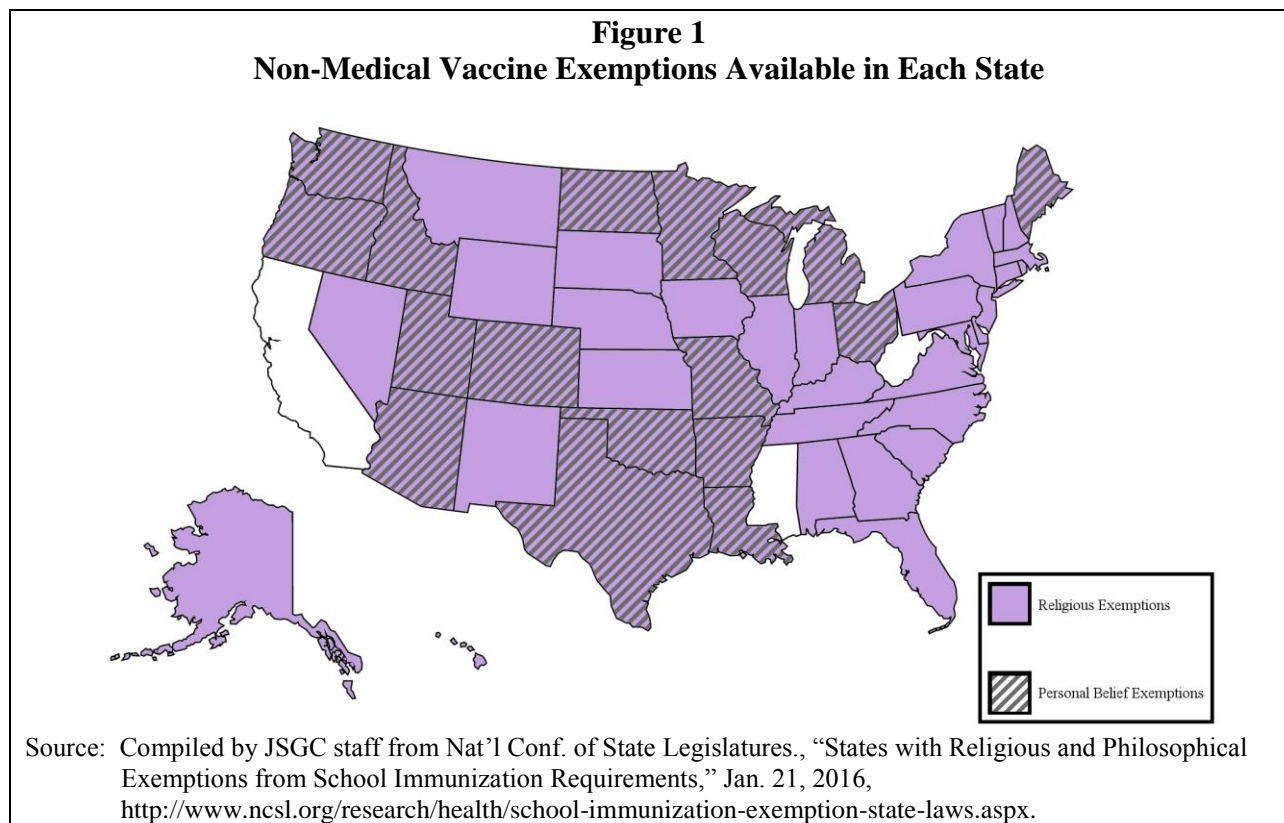 Figure 1
Non-Medical Vaccine Exemptions Available in Each State
Religious Exemptions
Personal Belief Exemptions
Source: Compiled by JSGC staff from Nat’l Conf. of State Legislatures., “States with Religious and Philosophical
Exemptions from School Immunization Requirements,” Jan. 21, 2016,
http://www.ncsl.org/research/health/school-immunization-exemption-state-laws.aspx.